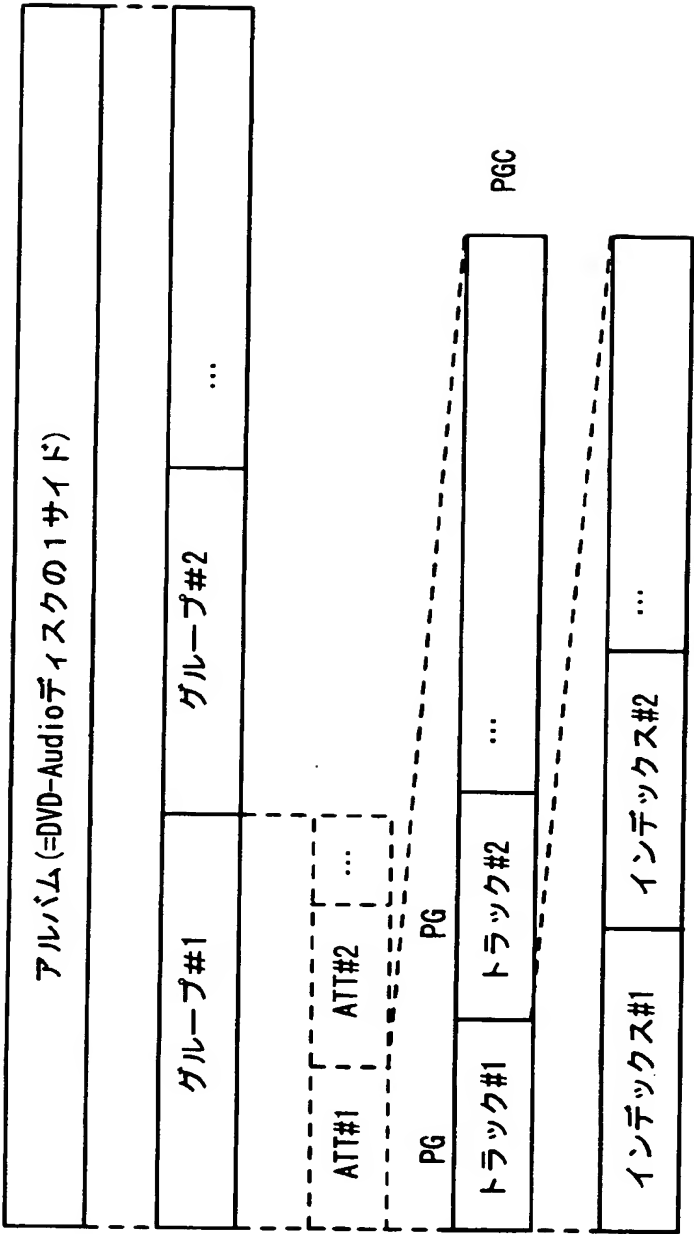 アルバム(=DVD-Audioディスクの1サイド)
グループ#1 グループ#2 ...
ATT#1 ATT#2 ...
PG PG
トラック#1 トラック#2 ... PGC
インデックス#1 インデックス#2 ...